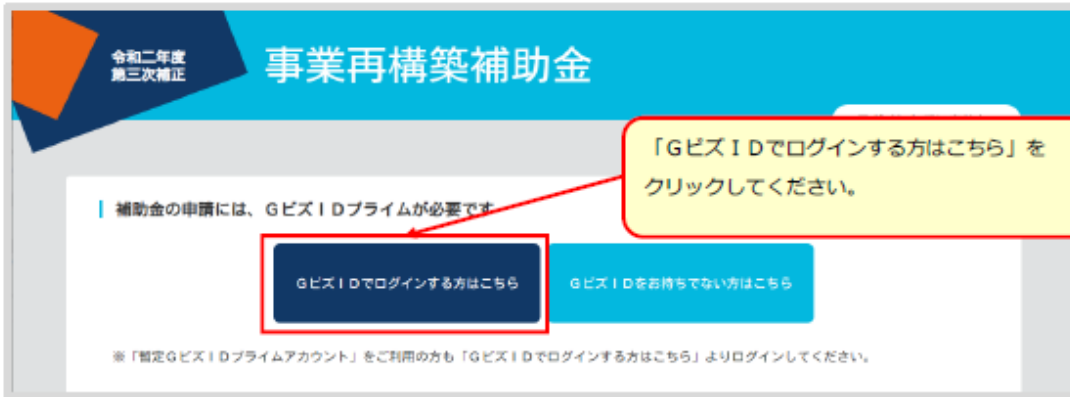 令和二年度
第三次補正
事業再構築補助金
「GビズIDでログインする方はこちら」を
クリックしてください。
補助金の申請には、GビズIDプライムが必要です
GビズIDでログインする方はこちら
GビズIDをお持ちでない方はこちら
※「暫定GビズIDプライムアカウント」をご利用の方も「GビズIDでログインする方はこちら」よりログインしてください。